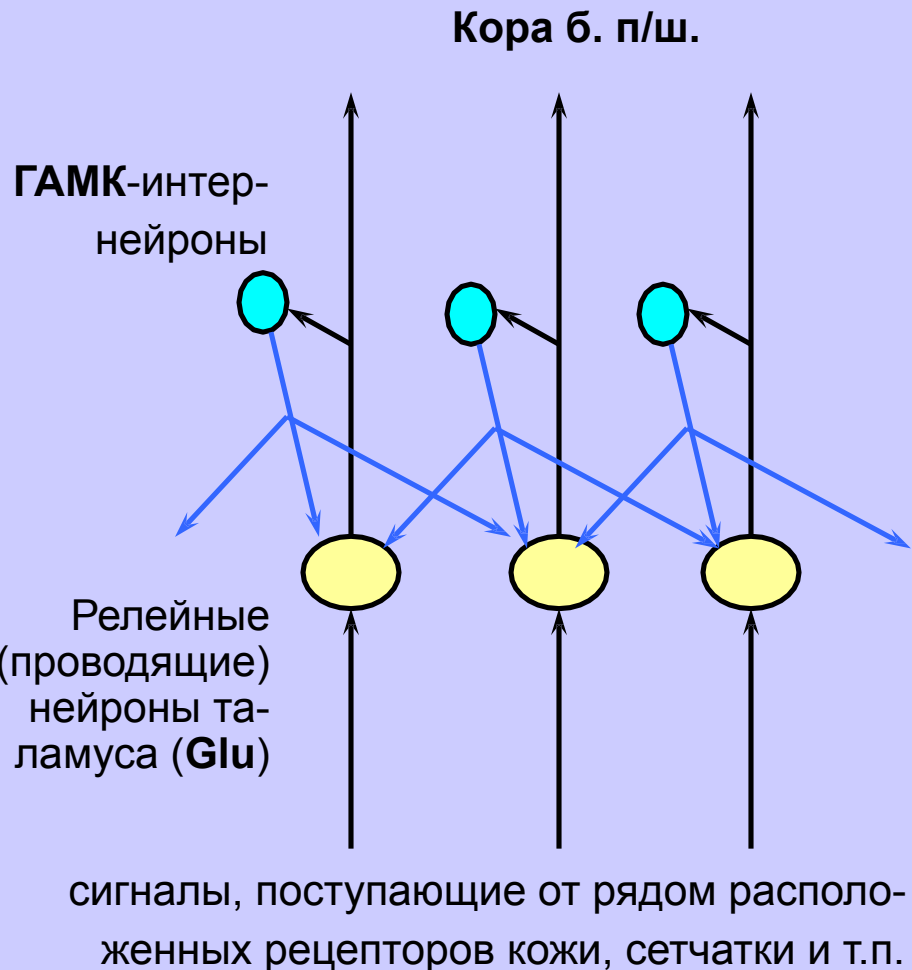 Кора б. п/ш.
ГАМК-интер-
нейроны
Релейные
(проводящие)
нейроны та-
ламуса (Glu)
сигналы, поступающие от рядом располо-
женных рецепторов кожи, сетчатки и т.п.